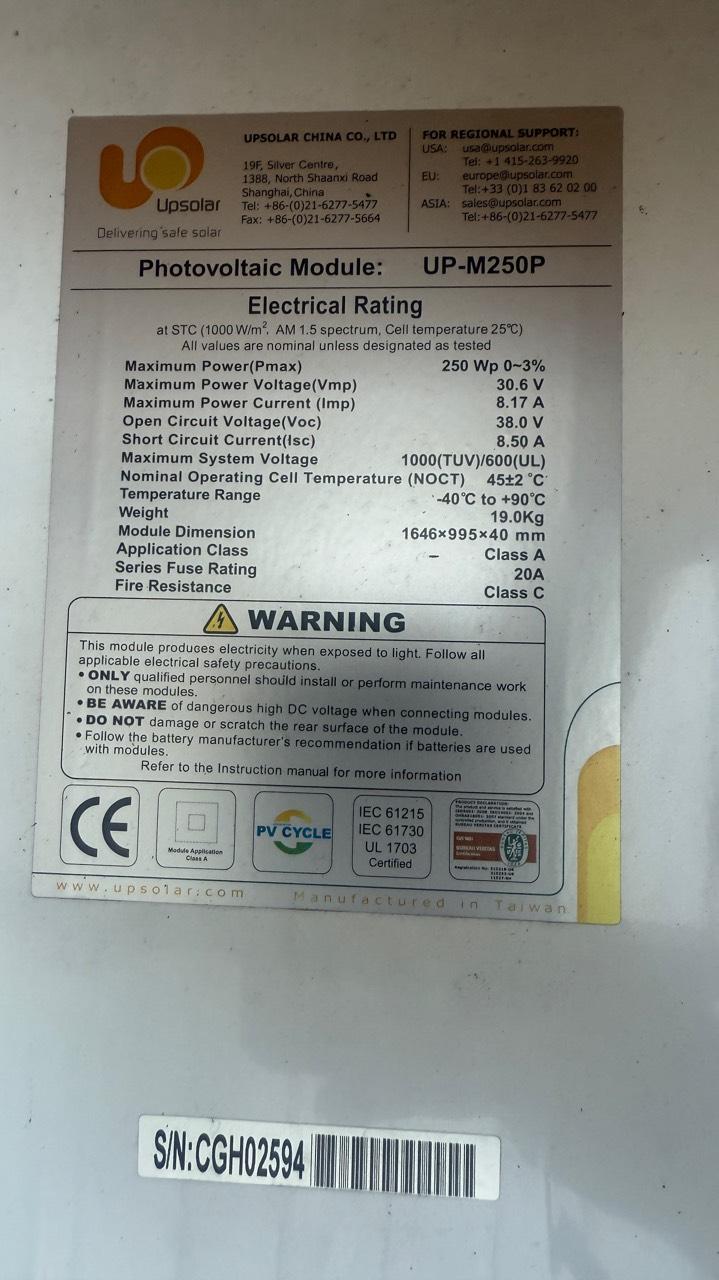 Upsolar
Delivering safe solar
UPSOLAR CHINA CO., LTD
19F, Silver Centre,
1388, North Shaanxi Road
Shanghai,China
Tel: +86-(0)21-6277-5477
Fax: +86-(0)21-6277-5664
FOR REGIONAL SUPPORT:
USA: usa@upsolar.com
Tel: +1 415-263-9920
EU: europe@upsolar.com
Tel:+33 (0)1 83 62 02 00
ASIA: sales@upsolar.com
Tel:+86-(0)21-6277-5477
Photovoltaic Module: UP-M250P
Electrical Rating
at STC (1000 W/m², AM 1.5 spectrum, Cell temperature 25℃)
All values are nominal unless designated as tested
Maximum Power(Pmax) 250 Wp 0~3%
Maximum Power Voltage(Vmp) 30.6 V
Maximum Power Current (Imp) 8.17 A
Open Circuit Voltage(Voc) 38.0 V
Short Circuit Current(Isc) 8.50 A
Maximum System Voltage 1000(TUV)/600(UL)
Nominal Operating Cell Temperature (NOCT) 45±2 ℃
Temperature Range -40℃ to +90℃
Weight 19.0Kg
Module Dimension 1646×995×40 mm
Application Class Class A
Series Fuse Rating 20A
Fire Resistance Class C
WARNING
This module produces electricity when exposed to light. Follow all
applicable electrical safety precautions.
• ONLY qualified personnel should install or perform maintenance work
on these modules.
• BE AWARE of dangerous high DC voltage when connecting modules.
• DO NOT damage or scratch the rear surface of the module.
• Follow the battery manufacturer's recommendation if batteries are used
with modules.
Refer to the Instruction manual for more information
CE
Module Application
Class A
PV CYCLE
IEC 61215
IEC 61730
UL 1703
Certified
PRODUCT DECLARATION:
BUREAU VERITAS
Certification
www.upsolar.com
Manufactured in Taiwan
S/N:CGH02594